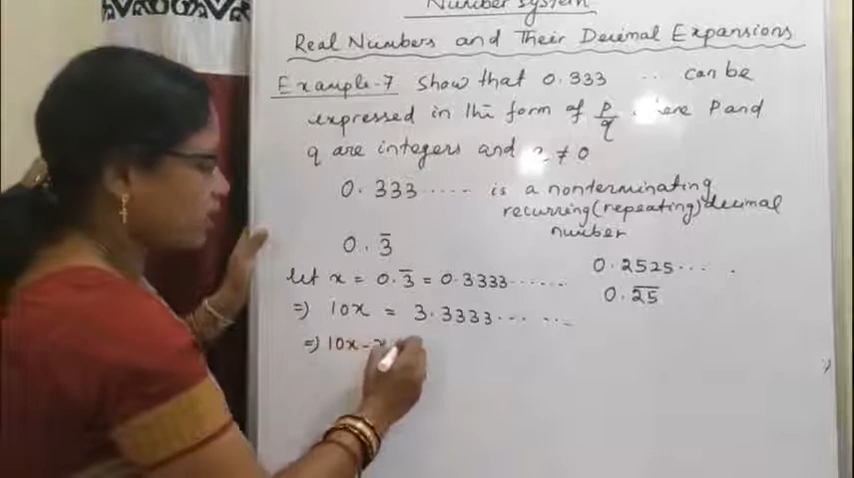 Number System
Real Numbers and Their Decimal Expansions
Example-7 Show that 0.333 .. can be
expressed in the form of p/q . ere p and
q are integers and ≠ 0
0.333..... is a nonterminating
recurring(repeating)decimal
number
0.3̅
let x = 0.3̅ = 0.3333......
0.2525... .
⇒ 10x = 3.3333... ...
0.2̅5̅
⇒ 10x-x